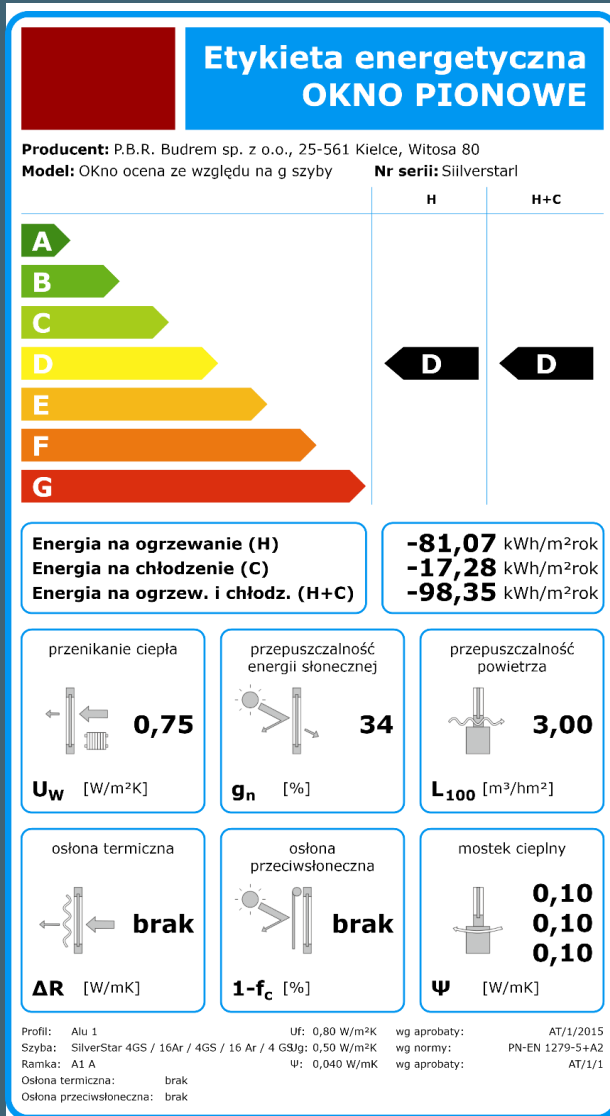 Etykieta energetyczna
OKNO PIONOWE
Producent: P.B.R. Budrem sp. z o.o., 25-561 Kielce, Witosa 80
Model: OKno ocena ze względu na g szyby Nr serii: Siilverstarl
H H+C
A
B
C
D D D
E
F
G
Energia na ogrzewanie (H) -81,07 kWh/m²rok
Energia na chłodzenie (C) -17,28 kWh/m²rok
Energia na ogrzew. i chłodz. (H+C) -98,35 kWh/m²rok
przenikanie ciepła
0,75
Uw [W/m²K]
przepuszczalność
energii słonecznej
34
gn [%]
przepuszczalność
powietrza
3,00
L100 [m³/hm²]
osłona termiczna
brak
ΔR [W/mK]
osłona
przeciwsłoneczna
brak
1-fc [%]
mostek cieplny
0,10
0,10
0,10
Ψ [W/mK]
Profil: Alu 1 Uf: 0,80 W/m²K wg aprobaty: AT/1/2015
Szyba: SilverStar 4GS / 16Ar / 4GS / 16 Ar / 4 GS Ug: 0,50 W/m²K wg normy: PN-EN 1279-5+A2
Ramka: A1 A Ψ: 0,040 W/mK wg aprobaty: AT/1/1
Osłona termiczna: brak
Osłona przeciwsłoneczna: brak